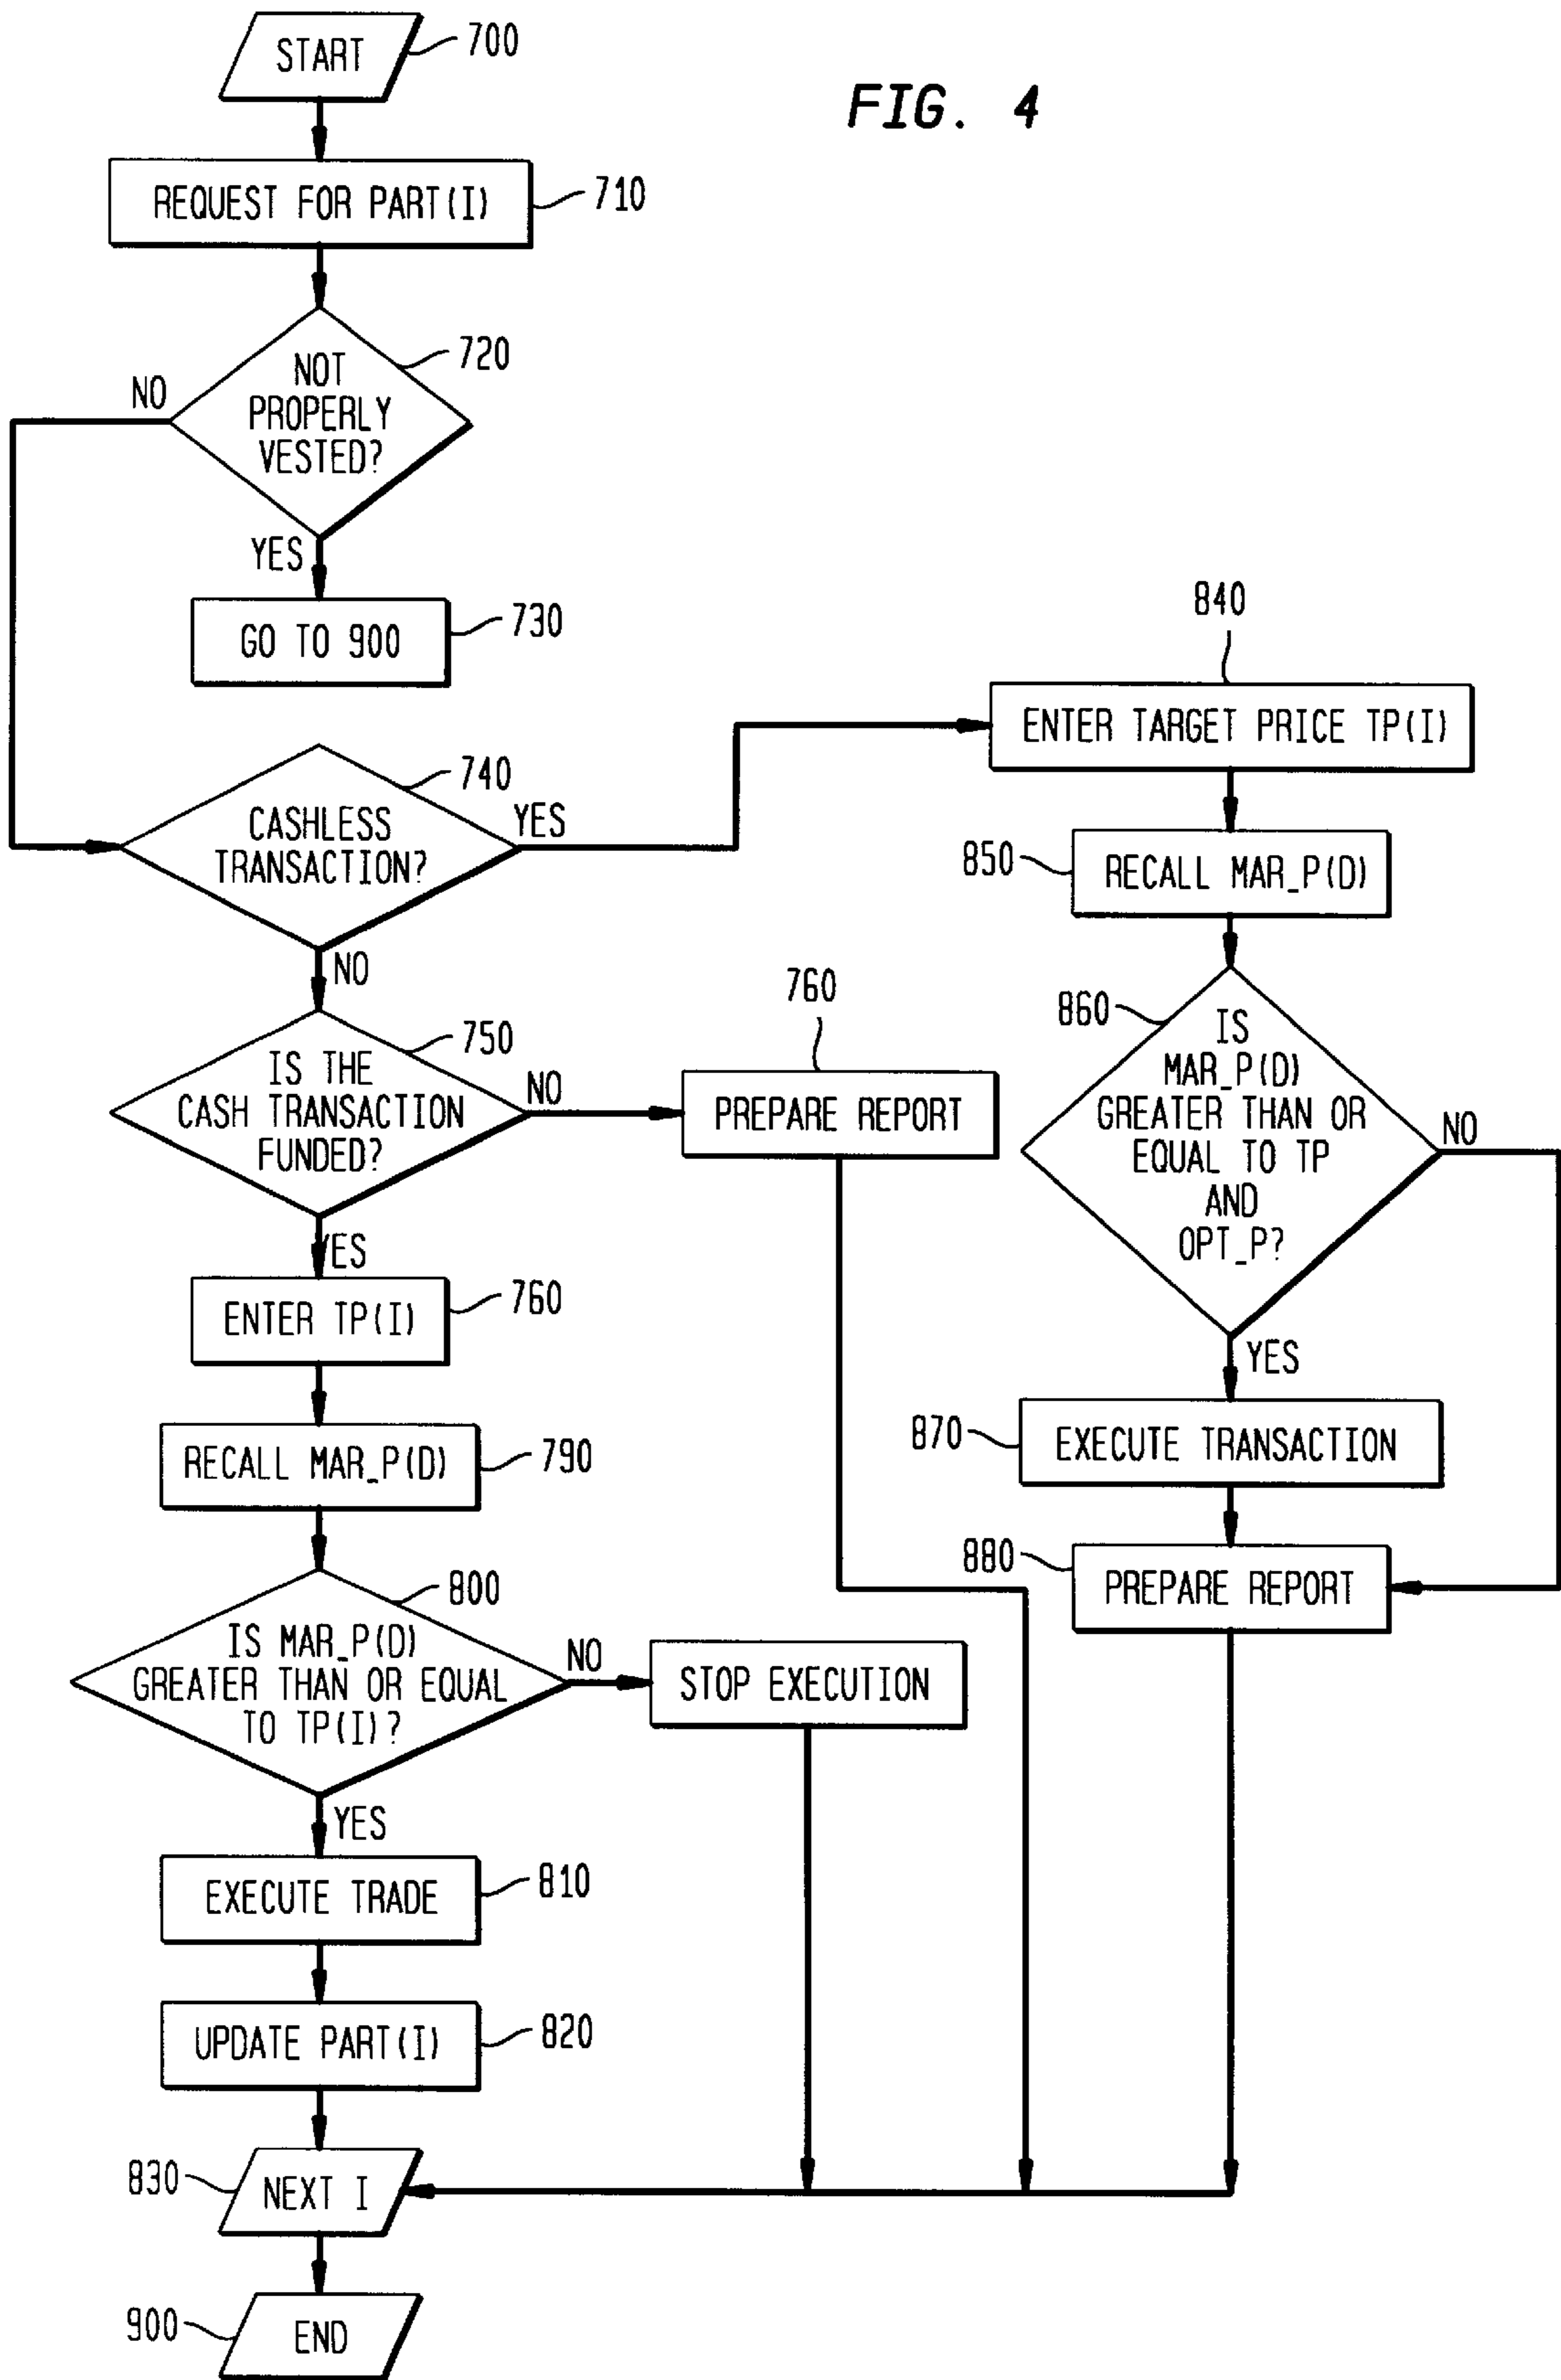 FIG. 4
START
700
REQUEST FOR PART(I)
710
NOT
PROPERLY
VESTED?
720
NO
YES
GO TO 900
730
CASHLESS
TRANSACTION?
740
YES
NO
IS THE
CASH TRANSACTION
FUNDED?
750
NO
PREPARE REPORT
760
YES
ENTER TP(I)
760
RECALL MAR_P(D)
790
IS MAR_P(D)
GREATER THAN OR EQUAL
TO TP(I)?
800
NO
STOP EXECUTION
YES
EXECUTE TRADE
810
UPDATE PART(I)
820
830
NEXT I
900
END
840
ENTER TARGET PRICE TP(I)
850
RECALL MAR_P(D)
860
IS
MAR_P(D)
GREATER THAN OR
EQUAL TO TP
AND
OPT_P?
NO
YES
870
EXECUTE TRANSACTION
880
PREPARE REPORT